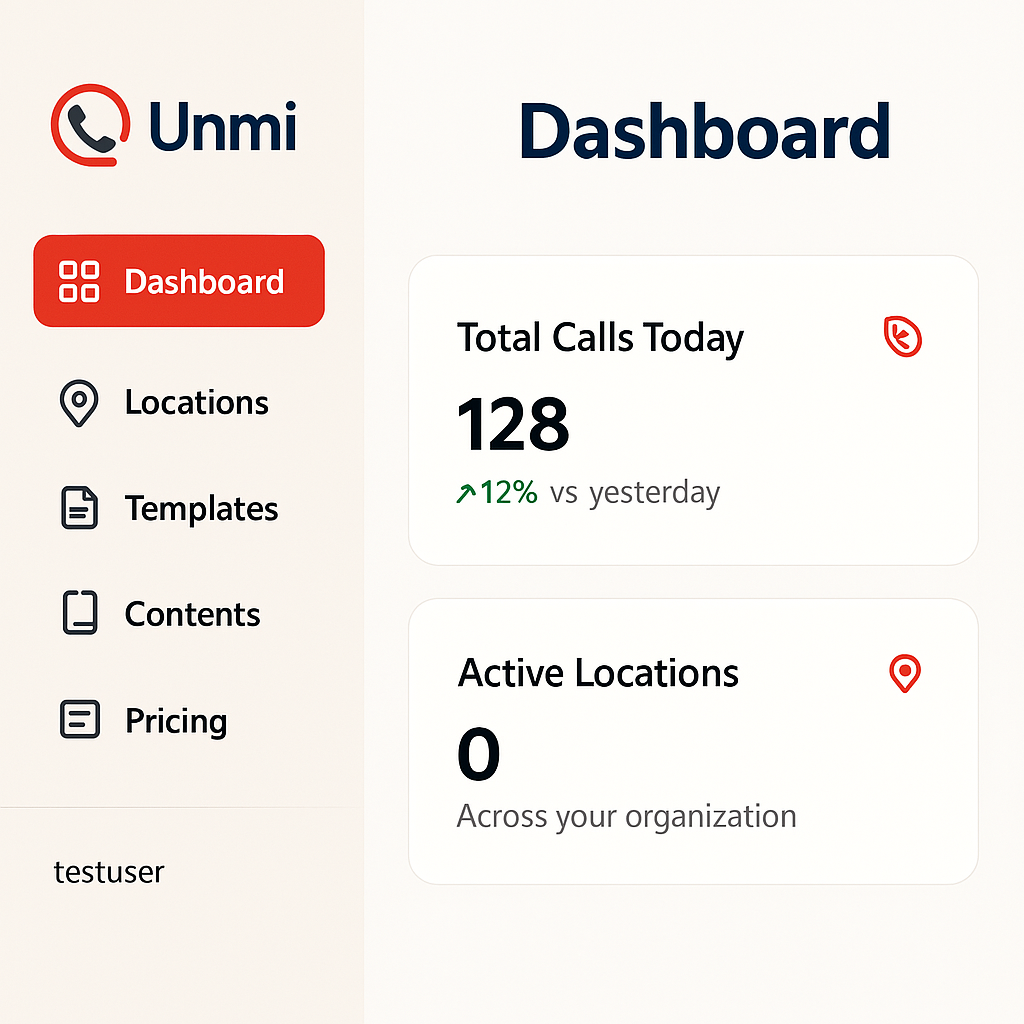 Unmi
Dashboard
Locations
Templates
Contents
Pricing
testuser
Dashboard
Total Calls Today
128
↗12% vs yesterday
Active Locations
0
Across your organization